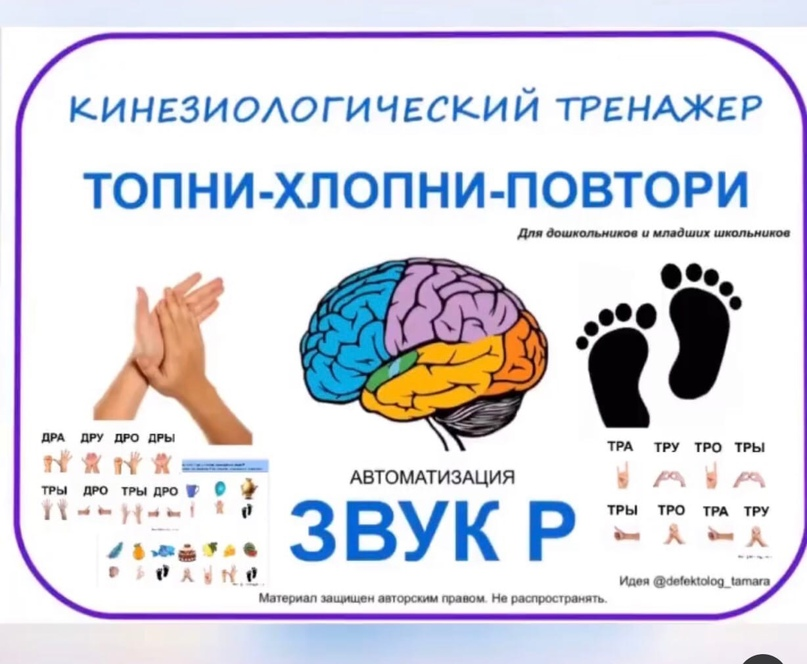 КИНЕЗИОЛОГИЧЕСКИЙ ТРЕНАЖЕР
ТОПНИ-ХЛОПНИ-ПОВТОРИ
Для дошкольников и младших школьников
ДРА ДРУ ДРО ДРЫ
ТРЫ ДРО ТРЫ ДРО
АВТОМАТИЗАЦИЯ
ЗВУК Р
ТРА ТРУ ТРО ТРЫ
ТРЫ ТРО ТРА ТРУ
Идея @defektolog_tamara
Материал защищен авторским правом. Не распространять.